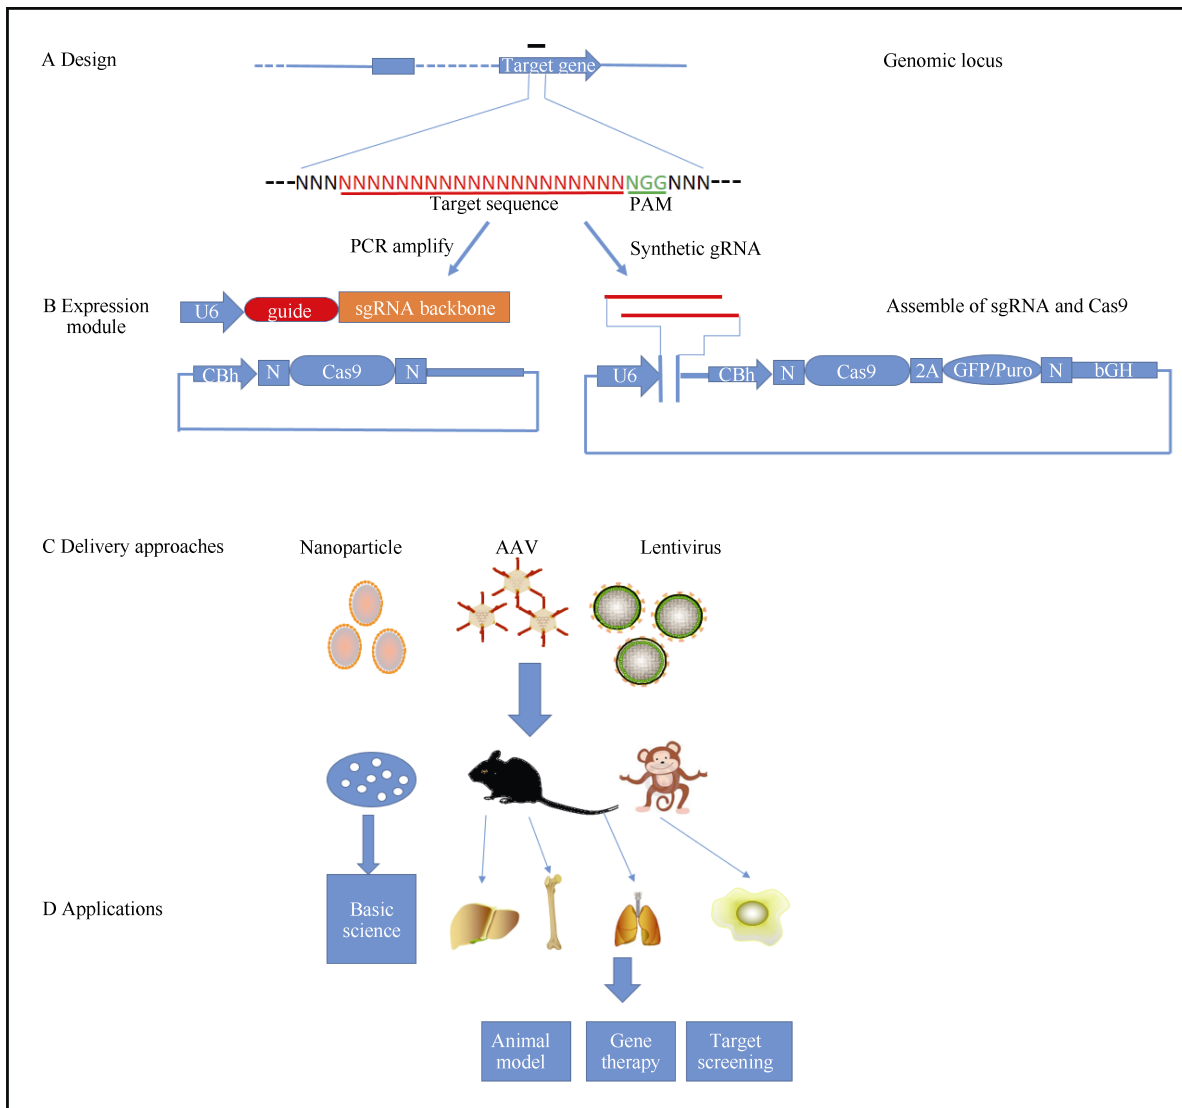 A Design
Target gene
Genomic locus
---NNNNNNNNNNNNNNNNNNNNNNNNGGNNN---
Target sequence
PAM
PCR amplify
Synthetic gRNA
B Expression
module
U6
guide
sgRNA backbone
Assemble of sgRNA and Cas9
CBh
N
Cas9
N
U6
CBh
N
Cas9
2A
GFP/Puro
N
bGH
C Delivery approaches
Nanoparticle
AAV
Lentivirus
D Applications
Basic
science
Animal
model
Gene
therapy
Target
screening